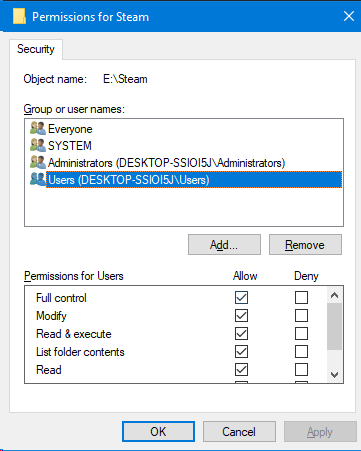 Permissions for Steam
Security
Object name: E:\Steam
Group or user names:
Everyone
SYSTEM
Administrators (DESKTOP-SSIOI5J\Administrators)
Users (DESKTOP-SSIOI5J\Users)
Add... Remove
Permissions for Users Allow Deny
Full control
Modify
Read & execute
List folder contents
Read
OK Cancel Apply